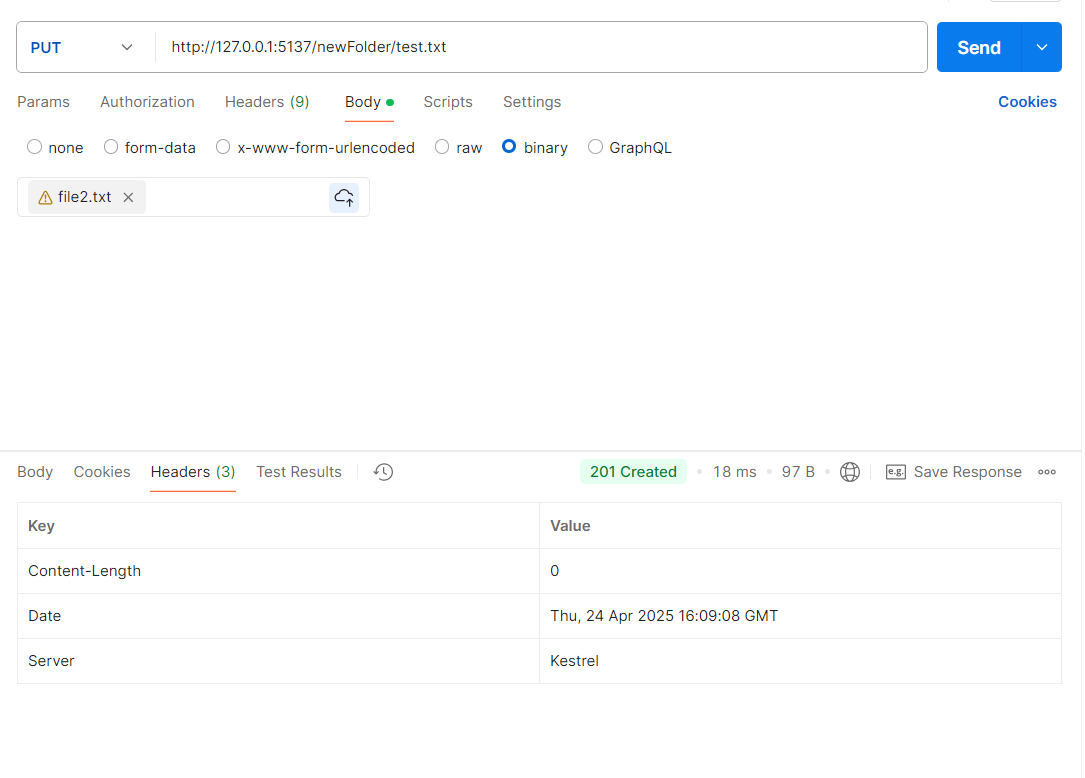 PUT http://127.0.0.1:5137/newFolder/test.txt Send
Params Authorization Headers (9) Body Scripts Settings Cookies
none form-data x-www-form-urlencoded raw binary GraphQL
file2.txt
Body Cookies Headers (3) Test Results 201 Created 18 ms 97 B e.g. Save Response
Key Value
Content-Length 0
Date Thu, 24 Apr 2025 16:09:08 GMT
Server Kestrel